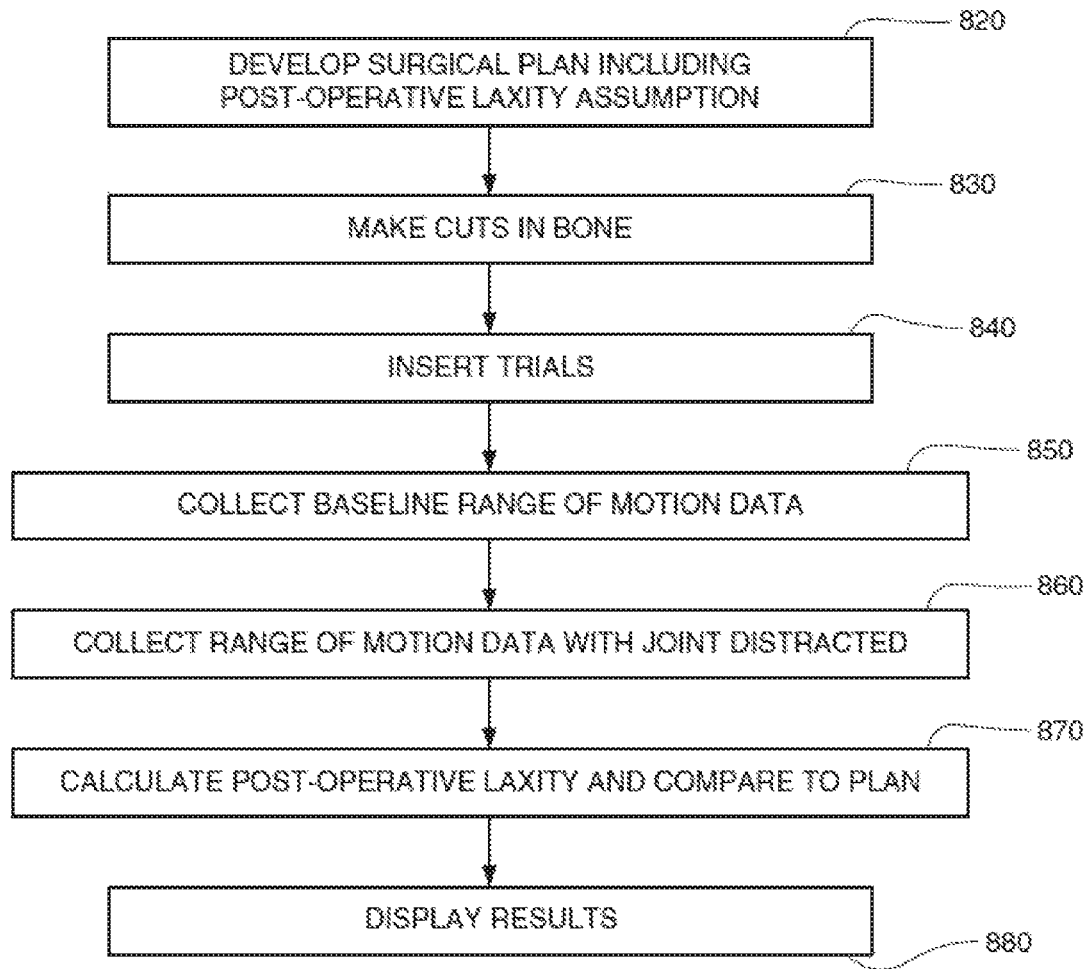 820
DEVELOP SURGICAL PLAN INCLUDING
POST-OPERATIVE LAXITY ASSUMPTION
830
MAKE CUTS IN BONE
840
INSERT TRIALS
850
COLLECT BASELINE RANGE OF MOTION DATA
860
COLLECT RANGE OF MOTION DATA WITH JOINT DISTRACTED
870
CALCULATE POST-OPERATIVE LAXITY AND COMPARE TO PLAN
DISPLAY RESULTS
880